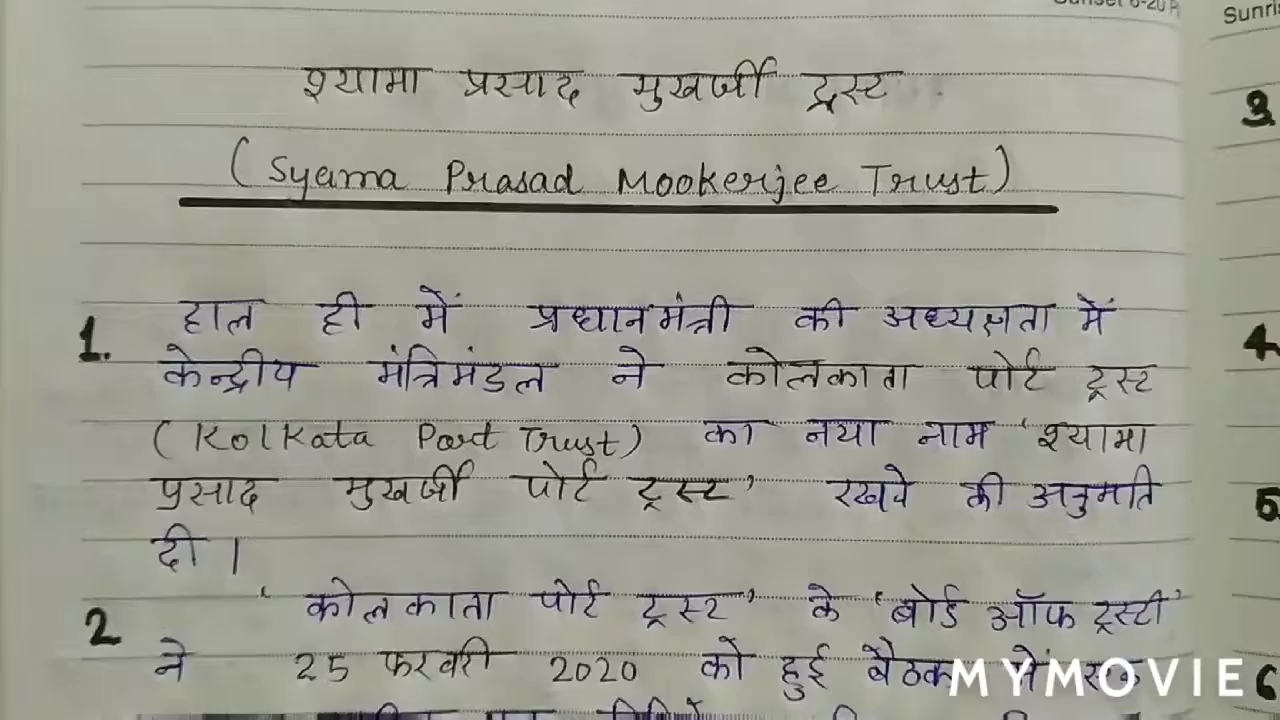 Sunri
श्यामा प्रसाद मुखर्जी ट्रस्ट
(Syama Prasad Mookerjee Trust)
1. हाल ही में प्रधानमंत्री की अध्यक्षता में
केन्द्रीय मंत्रिमंडल ने कोलकाता पोर्ट ट्रस्ट
(Kolkata Port Trust) का नया नाम 'श्यामा
प्रसाद मुखर्जी पोर्ट ट्रस्ट' रखने की अनुमति
दी ।
2 'कोलकाता पोर्ट ट्रस्ट' के 'बोर्ड ऑफ ट्रस्टी'
ने 25 फरवरी 2020 को हुई बैठक में एक
MYMOVIE
3.
4.
5
6